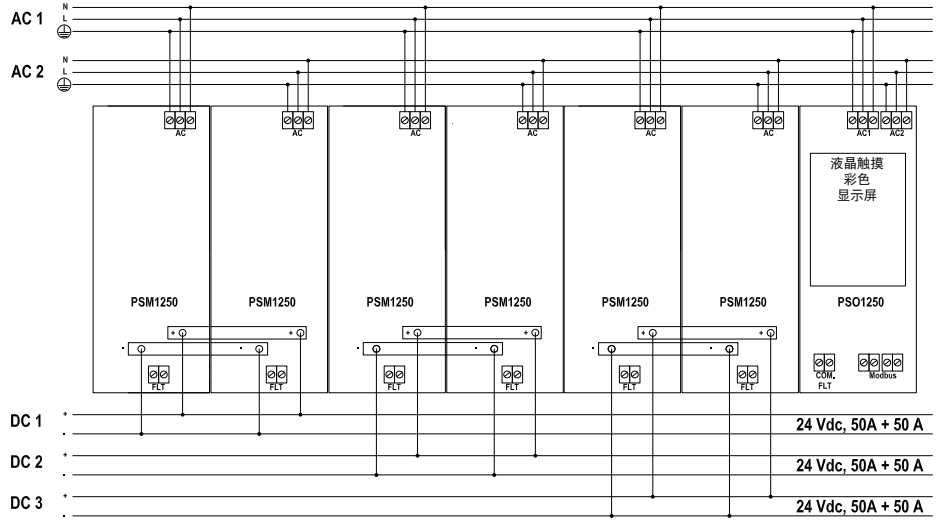 AC 1
N
L
AC 2
N
L
AC
AC
AC
AC
AC
AC
AC1
AC2
液晶触摸
彩色
显示屏
PSM1250
PSM1250
PSM1250
PSM1250
PSM1250
PSM1250
PSO1250
+ +
+ +
+ +
- -
- -
- -
FLT
FLT
FLT
FLT
FLT
FLT
COM.
FLT
Modbus
DC 1
+
-
24 Vdc, 50A + 50 A
DC 2
+
-
24 Vdc, 50A + 50 A
DC 3
+
-
24 Vdc, 50A + 50 A